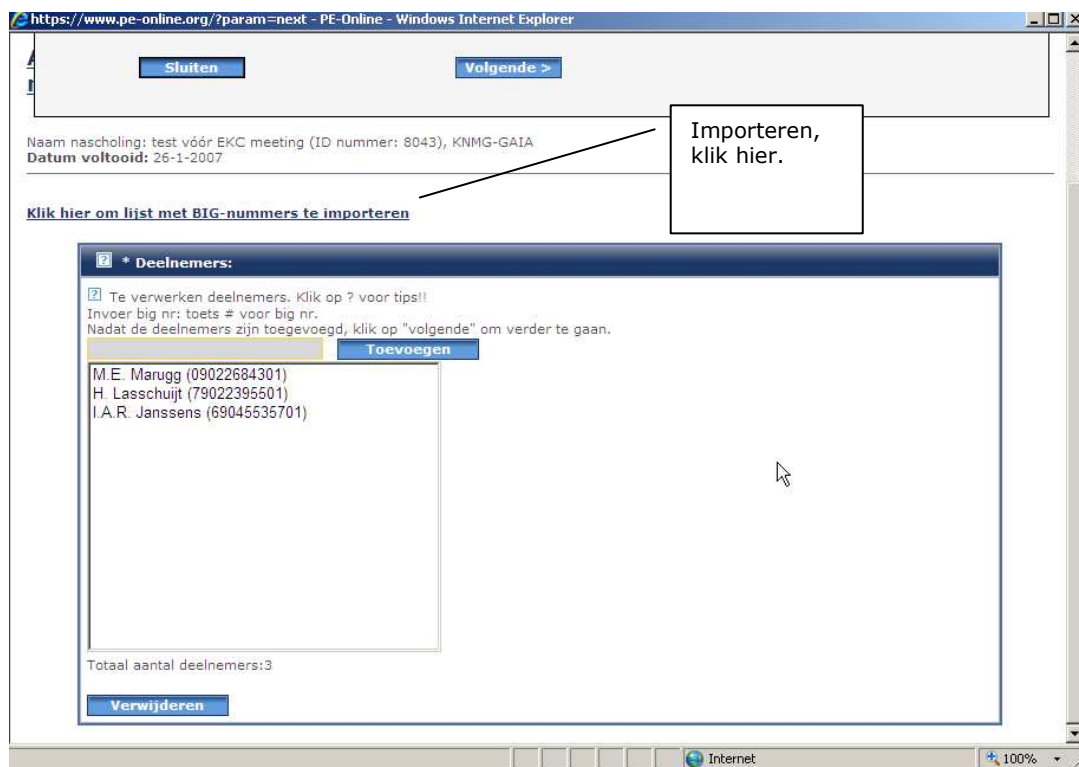 https://www.pe-online.org/?param=next - PE-Online - Windows Internet Explorer
Sluiten
Volgende >
Naam nascholing: test vóór EKC meeting (ID nummer: 8043), KNMG-GAIA
Datum voltooid: 26-1-2007
Importeren,
klik hier.
Klik hier om lijst met BIG-nummers te importeren
* Deelnemers:
Te verwerken deelnemers. Klik op ? voor tips!!
Invoer big nr: toets # voor big nr.
Nadat de deelnemers zijn toegevoegd, klik op "volgende" om verder te gaan.
Toevoegen
M.E. Marugg (09022684301)
H. Lasschuijt (79022395501)
I.A.R. Janssens (69045535701)
Totaal aantal deelnemers:3
Verwijderen
Internet
100%